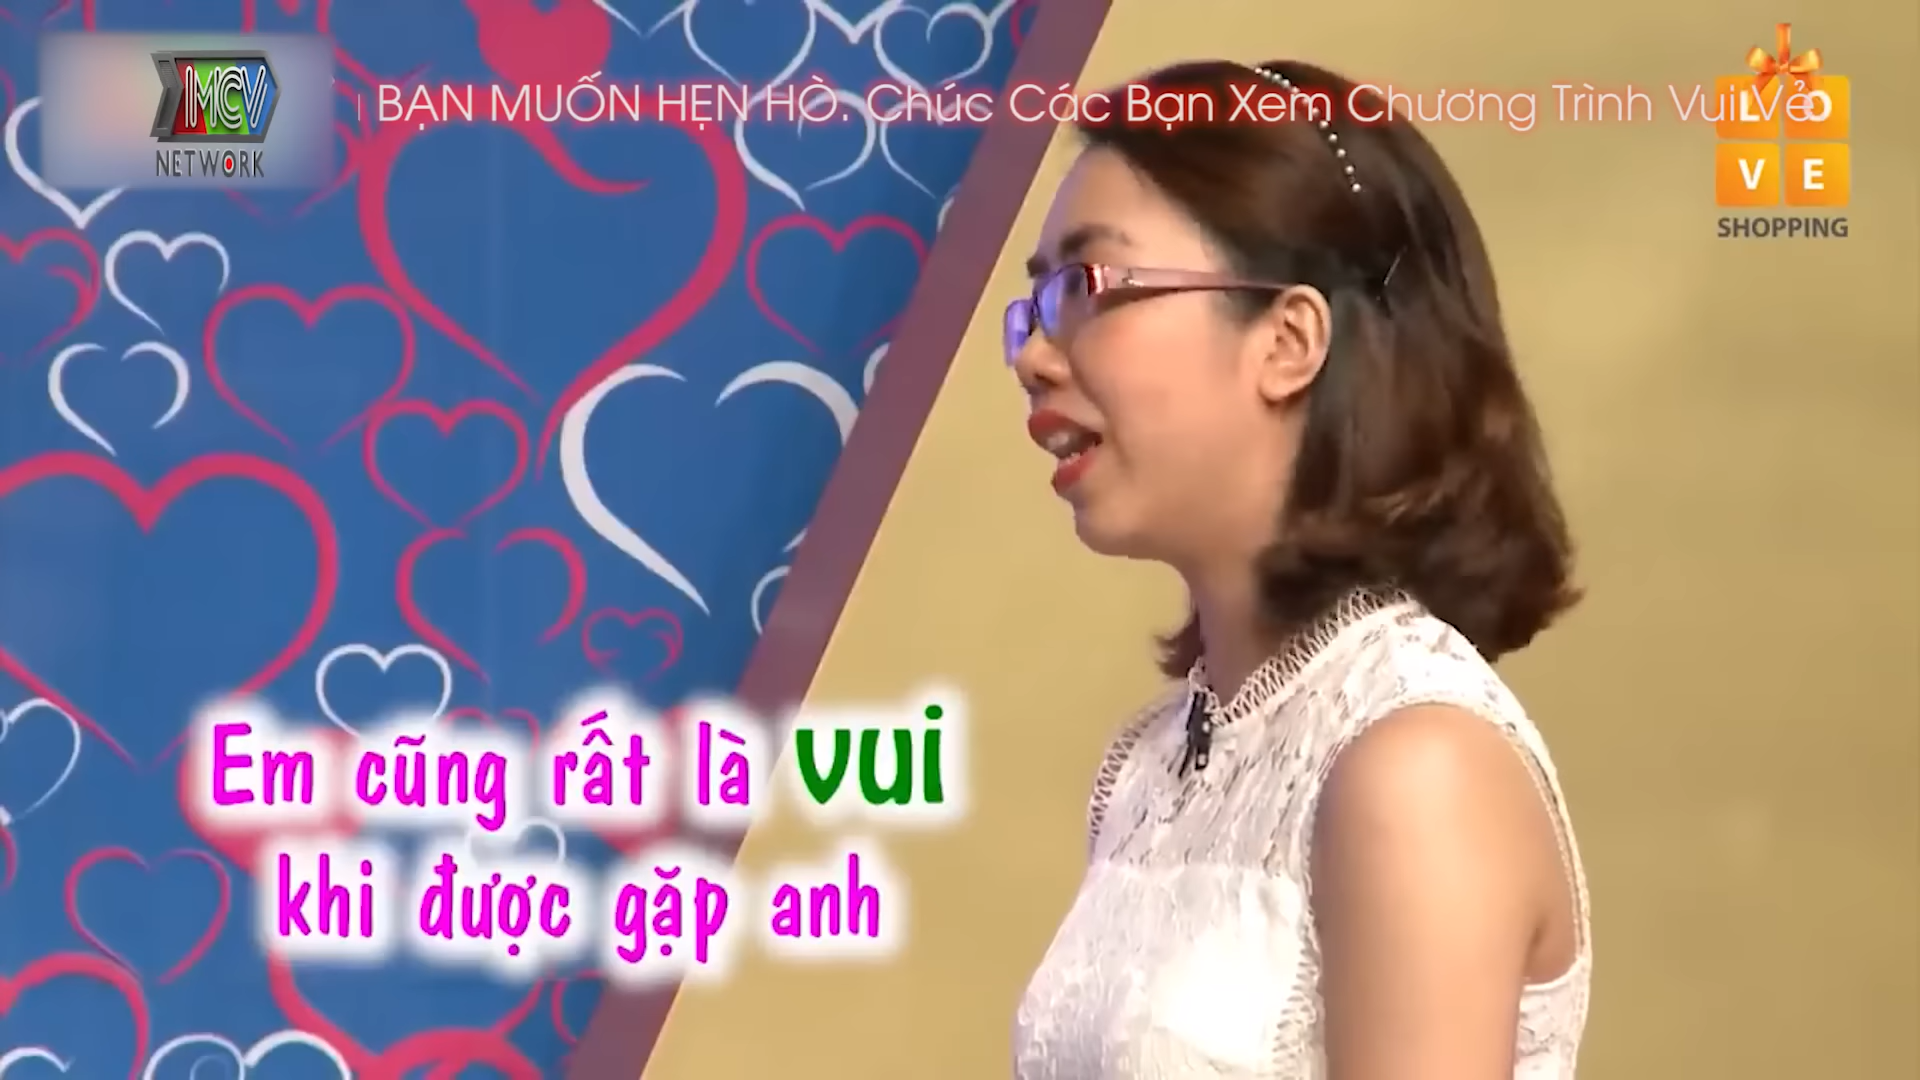 MCV
NETWORK
BẠN MUỐN HẸN HÒ. Chúc Các Bạn Xem Chương Trình Vui Vẻ
L O
V E
SHOPPING
Em cũng rất là vui
khi được gặp anh